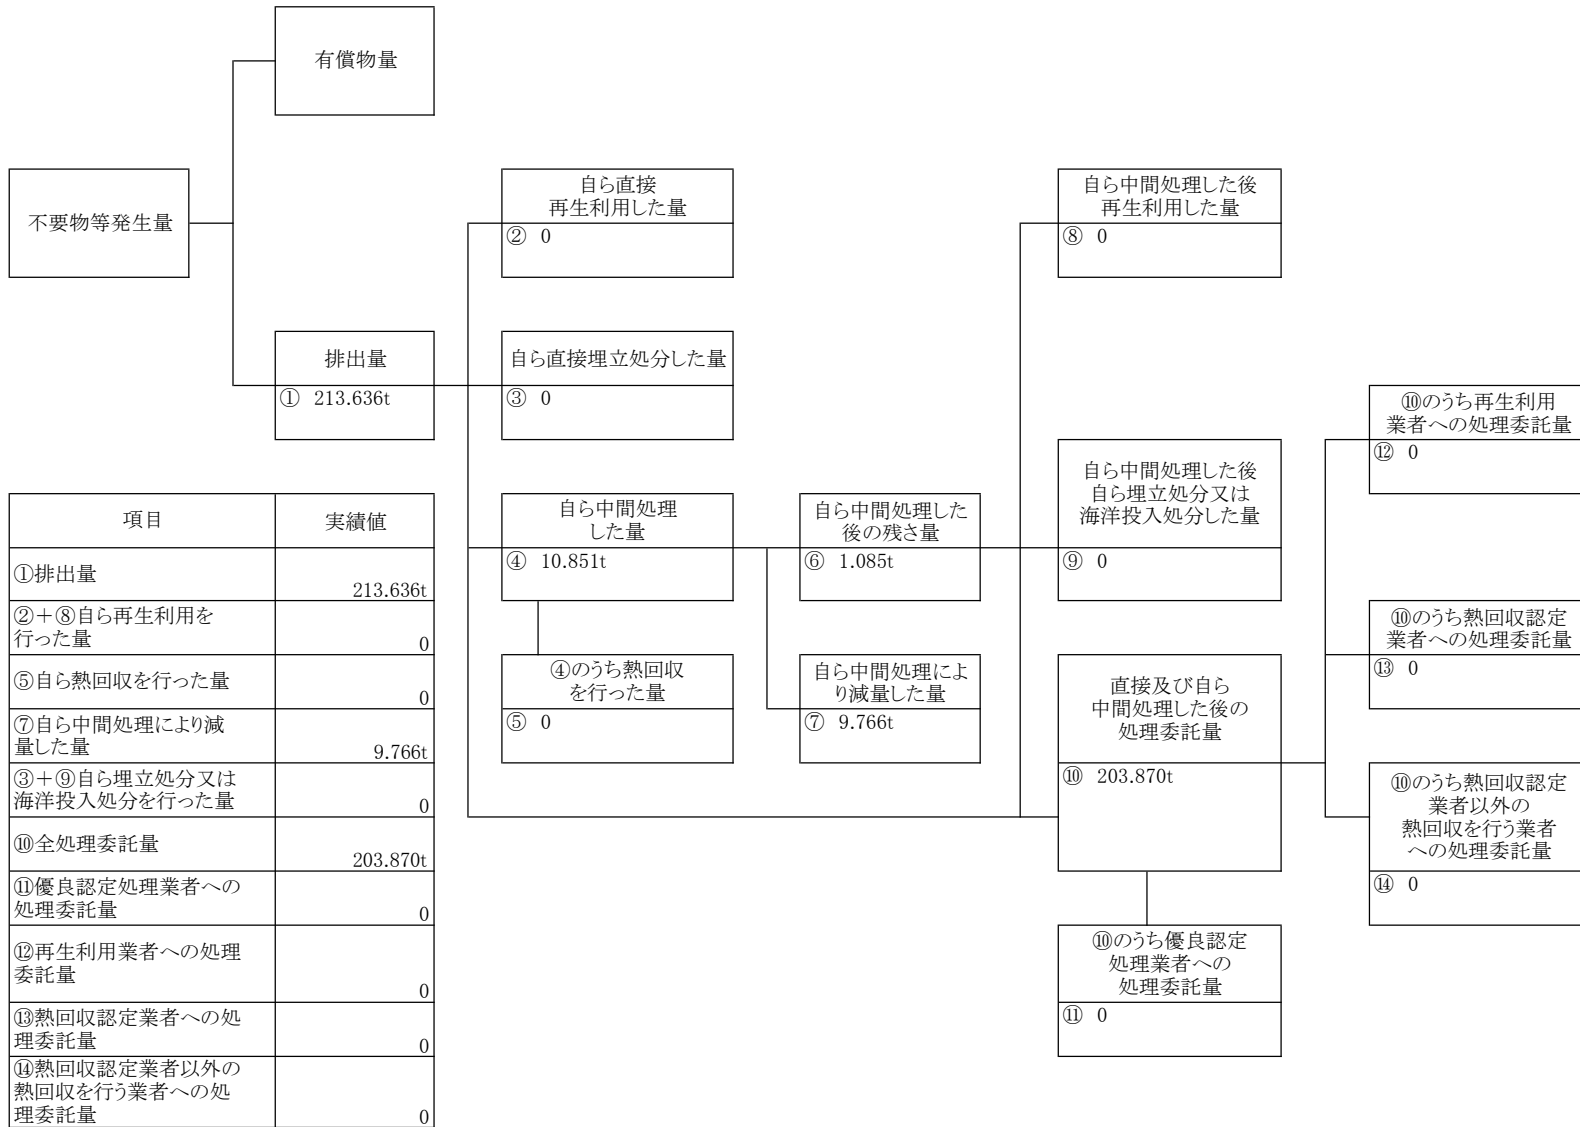 有償物量
不要物等発生量
自ら直接
再生利用した量
② 0
自ら中間処理した後
再生利用した量
⑧ 0
排出量
① 213.636t
自ら直接埋立処分した量
③ 0
⑩のうち再生利用
業者への処理委託量
⑫ 0
自ら中間処理
した量
④ 10.851t
自ら中間処理した
後の残さ量
⑥ 1.085t
自ら中間処理した後
自ら埋立処分又は
海洋投入処分した量
⑨ 0
④のうち熱回収
を行った量
⑤ 0
自ら中間処理によ
り減量した量
⑦ 9.766t
直接及び自ら
中間処理した後の
処理委託量
⑩ 203.870t
⑩のうち熱回収認定
業者への処理委託量
⑬ 0
⑩のうち熱回収認定
業者以外の
熱回収を行う業者
への処理委託量
⑭ 0
⑩のうち優良認定
処理業者への
処理委託量
⑪ 0
項目 実績値
①排出量
213.636t
②＋⑧自ら再生利用を
行った量
0
⑤自ら熱回収を行った量
0
⑦自ら中間処理により減
量した量
9.766t
③＋⑨自ら埋立処分又は
海洋投入処分を行った量
0
⑩全処理委託量
203.870t
⑪優良認定処理業者への
処理委託量
0
⑫再生利用業者への処理
委託量
0
⑬熱回収認定業者への処
理委託量
0
⑭熱回収認定業者以外の
熱回収を行う業者への処
理委託量
0